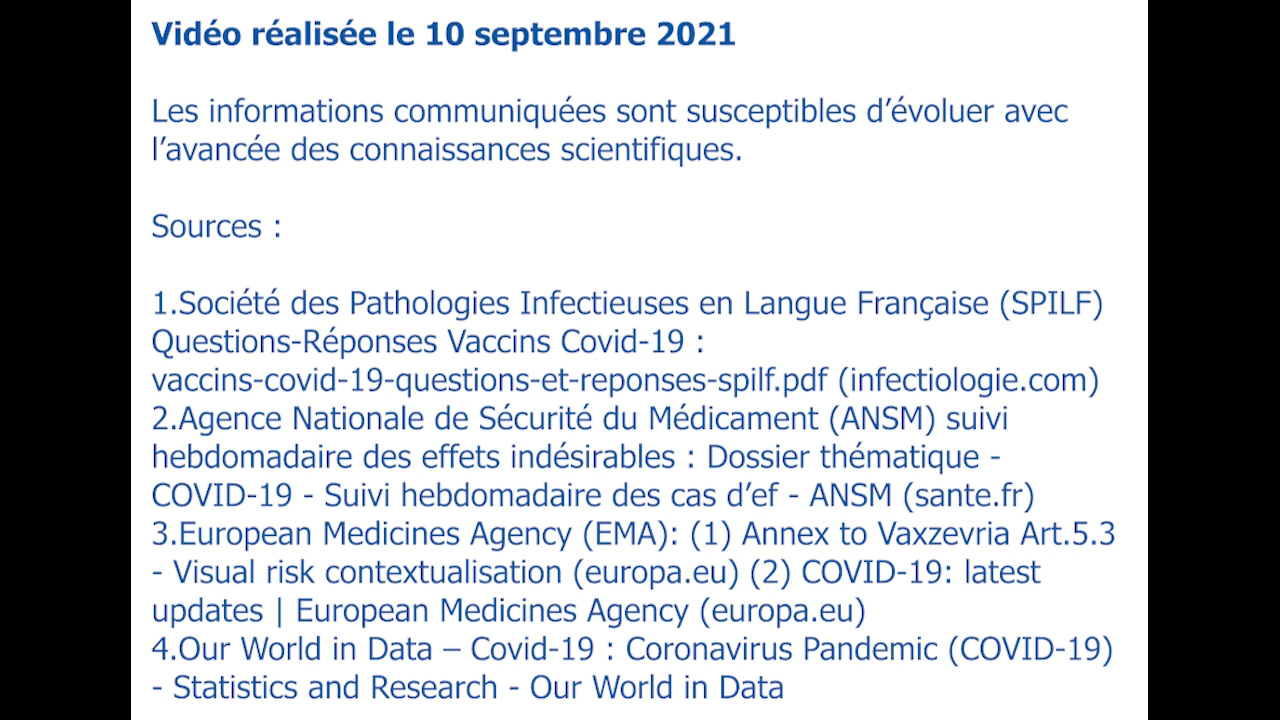 Vidéo réalisée le 10 septembre 2021
Les informations communiquées sont susceptibles d’évoluer avec
l’avancée des connaissances scientifiques.
Sources :
1.Société des Pathologies Infectieuses en Langue Française (SPILF)
Questions-Réponses Vaccins Covid-19 :
vaccins-covid-19-questions-et-reponses-spilf.pdf (infectiologie.com)
2.Agence Nationale de Sécurité du Médicament (ANSM) suivi
hebdomadaire des effets indésirables : Dossier thématique -
COVID-19 - Suivi hebdomadaire des cas d’ef - ANSM (sante.fr)
3.European Medicines Agency (EMA): (1) Annex to Vaxzevria Art.5.3
- Visual risk contextualisation (europa.eu) (2) COVID-19: latest
updates | European Medicines Agency (europa.eu)
4.Our World in Data – Covid-19 : Coronavirus Pandemic (COVID-19)
- Statistics and Research - Our World in Data